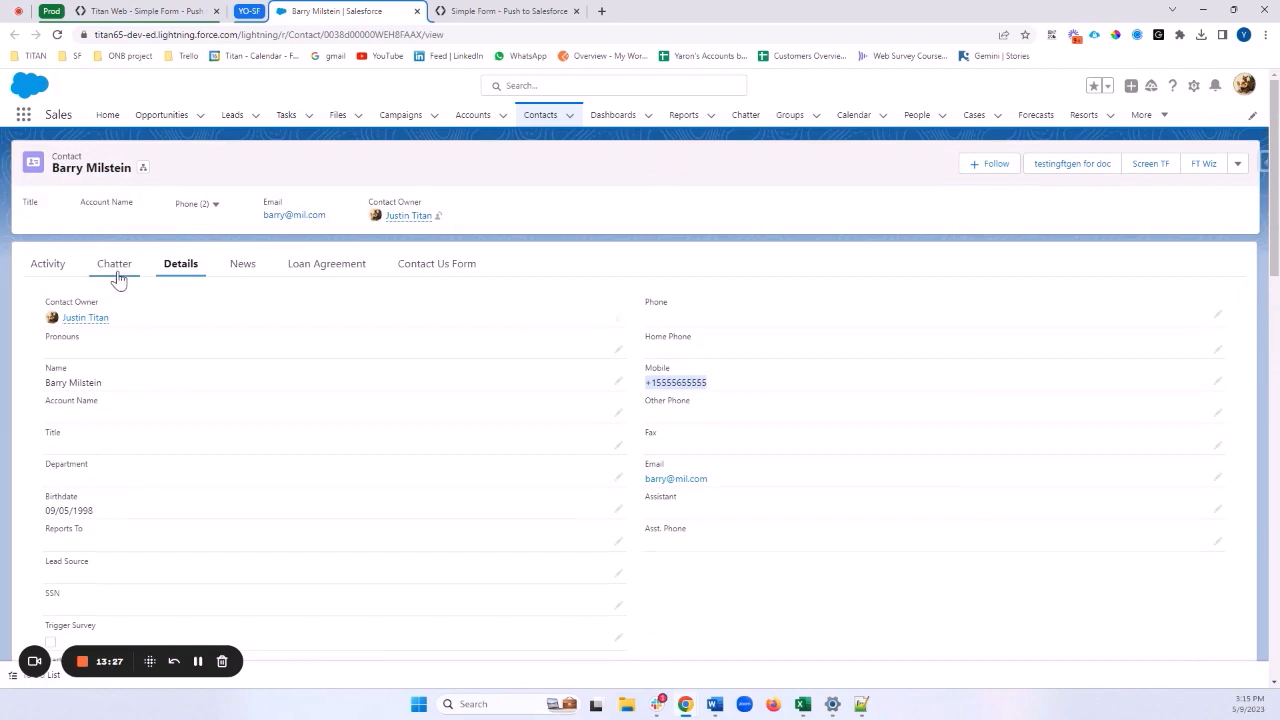 Prod
Titan Web - Simple Form - Push
YO-SF
Barry Milstein | Salesforce
Simple Form - Push to Salesforce
titan65-dev-ed.lightning.force.com/lightning/r/Contact/0038d00000WEH8FAAX/view
Y
TITAN
SF
ONB project
Trello
Titan - Calendar - F...
gmail
YouTube
Feed | LinkedIn
WhatsApp
Overview - My Wor...
Yaron's Accounts b...
Customers Overvie...
Web Survey Course...
Gemini | Stories
Search...
Sales
Home
Opportunities
Leads
Tasks
Files
Campaigns
Accounts
Contacts
Dashboards
Reports
Chatter
Groups
Calendar
People
Cases
Forecasts
Resorts
More
Contact
Barry Milstein
Follow
testingftgen for doc
Screen TF
FT Wiz
Title
Account Name
Phone (2)
Email
barry@mil.com
Contact Owner
Justin Titan
Activity
Chatter
Details
News
Loan Agreement
Contact Us Form
Contact Owner
Justin Titan
Phone
Pronouns
Home Phone
Name
Barry Milstein
Mobile
+15555655555
Account Name
Other Phone
Title
Fax
Department
Email
barry@mil.com
Birthdate
09/05/1998
Assistant
Reports To
Asst. Phone
Lead Source
SSN
Trigger Survey
13:27
List
Search
3:15 PM
5/9/2023